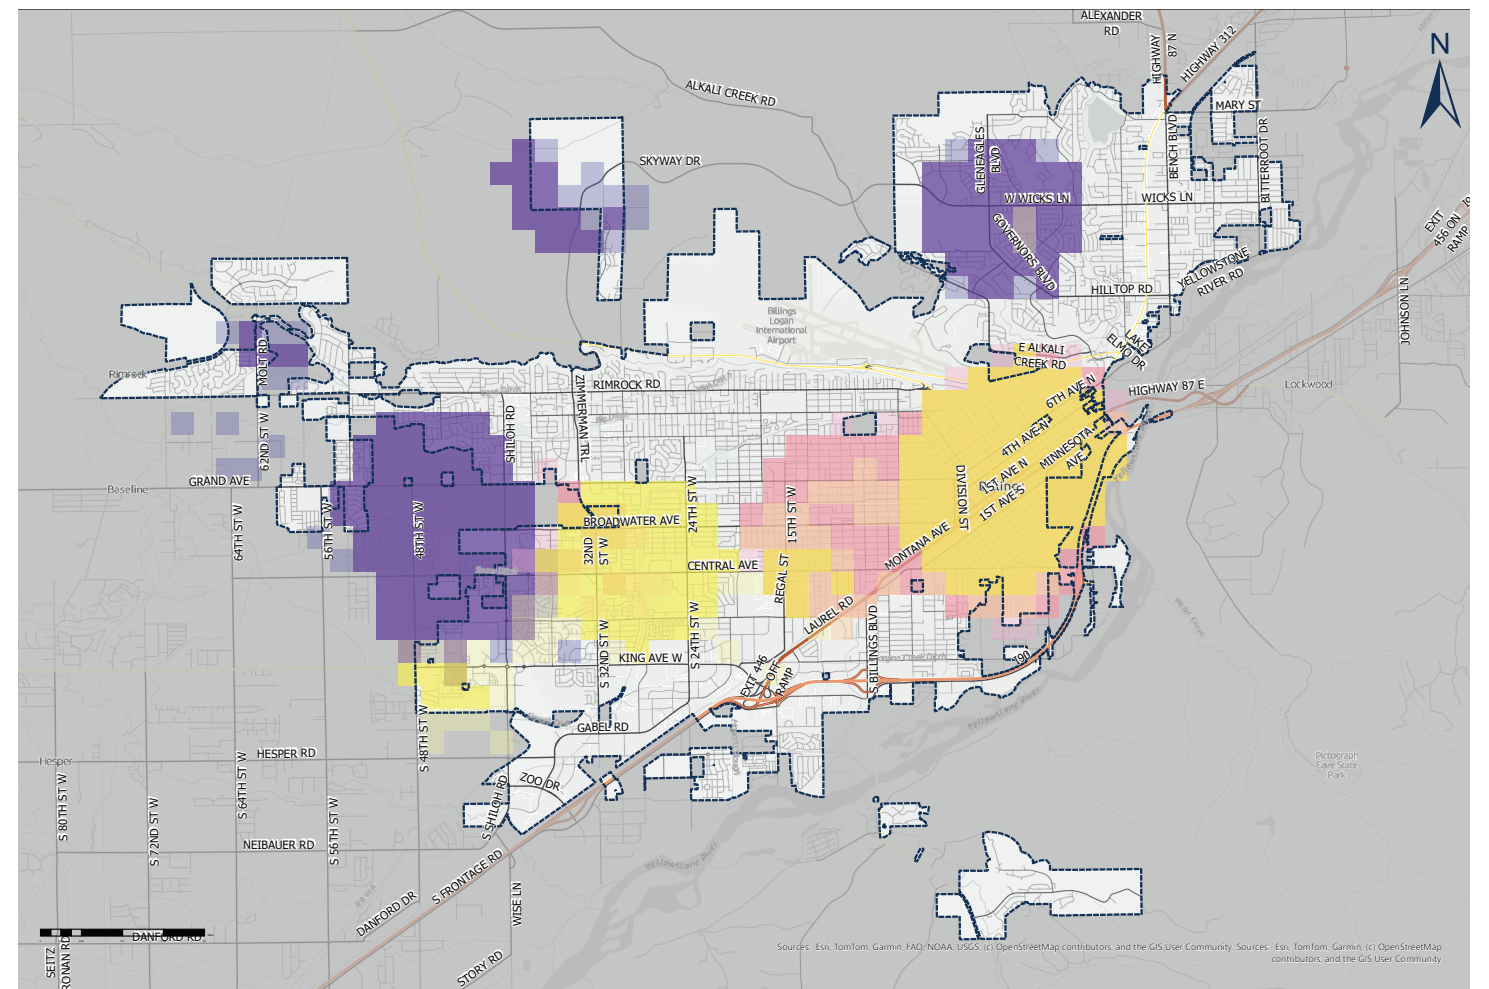 ALEXANDER
RD
HIGHWAY
87 N
HIGHWAY 312
N
ALKALI CREEK RD
MARY ST
BENCH BLVD
BITTERROOT DR
GLENEAGLES
BLVD
SKYWAY DR
W WICKS LN
WICKS LN
EXIT
456 ON
RAMP
GOVERNORS BLVD
YELLOWSTONE
RIVER RD
HILLTOP RD
JOHNSON LN
Billings
Logan
International
Airport
LAKE
ELMO DR
E ALKALI
CREEK RD
MOLT RD
Rimrock
RIMROCK RD
ZIMMERMAN TRL
6TH AVE N
HIGHWAY 87 E
Lockwood
SHILOH RD
62ND ST W
4TH AVE N
MINNESOTA
AVE
1ST AVE N
1ST AVE S
DIVISION ST
GRAND AVE
Baseline
64TH ST W
56TH ST W
48TH ST W
BROADWATER AVE
24TH ST W
15TH ST W
32ND
ST W
MONTANA AVE
CENTRAL AVE
REGAL ST
LAUREL RD
S BILLINGS BLVD
S 32ND ST W
S 24TH ST W
KING AVE W
EXIT 446
OFF
RAMP
I90
Yellowstone River
GABEL RD
S 48TH ST W
HESPER RD
Hesper
ZOO DR
S SHILOH RD
Pictograph
Cave State
Park
S 80TH ST W
S 72ND ST W
S 64TH ST W
S 56TH ST W
NEIBAUER RD
Yellowstone River
S FRONTAGE RD
DANFORD DR
WISE LN
DANFORD RD
SEITZ
RONAN RD
STORY RD
Sources: Esri, TomTom, Garmin, FAO, NOAA, USGS, (c) OpenStreetMap contributors, and the GIS User Community, Sources: Esri, TomTom, Garmin, (c) OpenStreetMap
contributors, and the GIS User Community